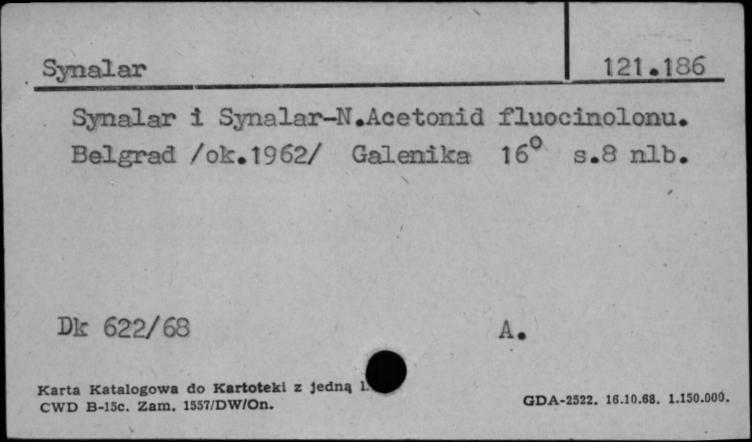 Synalar 121.186
Synalar i Synalar-N.Acetonid fluocinolonu.
Belgrad /ok.1962/ Galenika 16° s.8 nlb.
Dk 622/68 A.
Karta Katalogowa do Kartoteki z jedną
CWD B-15c. Zam. 1557/DW/On.
GDA-2522. 16.10.68. 1.150.000.